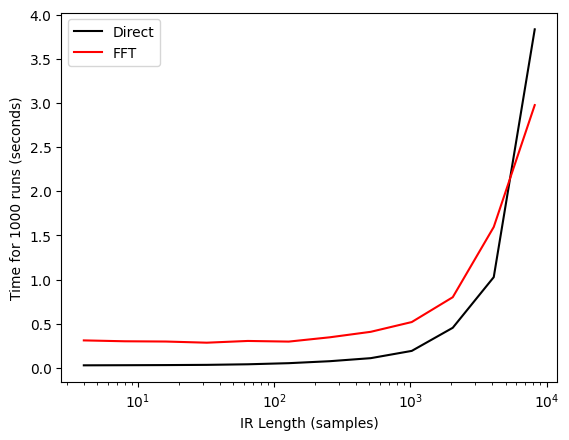 Direct
FFT
4.0
3.5
3.0
2.5
2.0
1.5
1.0
0.5
0.0
Time for 1000 runs (seconds)
10¹ 10² 10³ 10⁴
IR Length (samples)